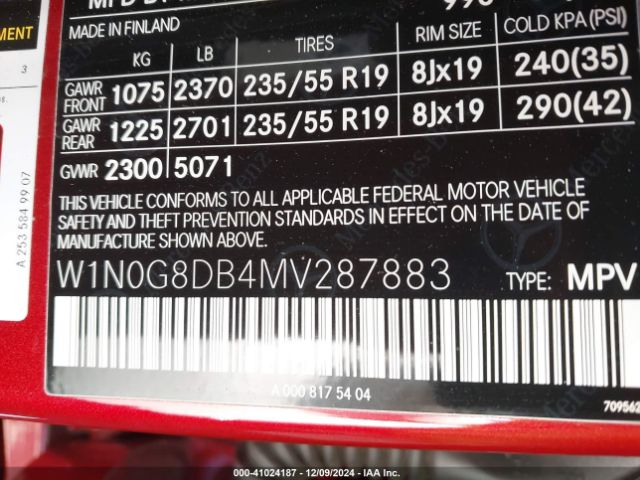 MADE IN FINLAND
KG LB TIRES RIM SIZE COLD KPA(PSI)
GAWR FRONT 1075 2370 235/55 R19 8Jx19 240(35)
GAWR REAR 1225 2701 235/55 R19 8Jx19 290(42)
GVWR 2300 5071
THIS VEHICLE CONFORMS TO ALL APPLICABLE FEDERAL MOTOR VEHICLE
SAFETY AND THEFT PREVENTION STANDARDS IN EFFECT ON THE DATE OF
MANUFACTURE SHOWN ABOVE.
W1N0G8DB4MV287883 TYPE: MPV
A 000 817 54 04
709562
A 253 584 99 07
3
000-41024187 • 12/09/2024 • IAA Inc.